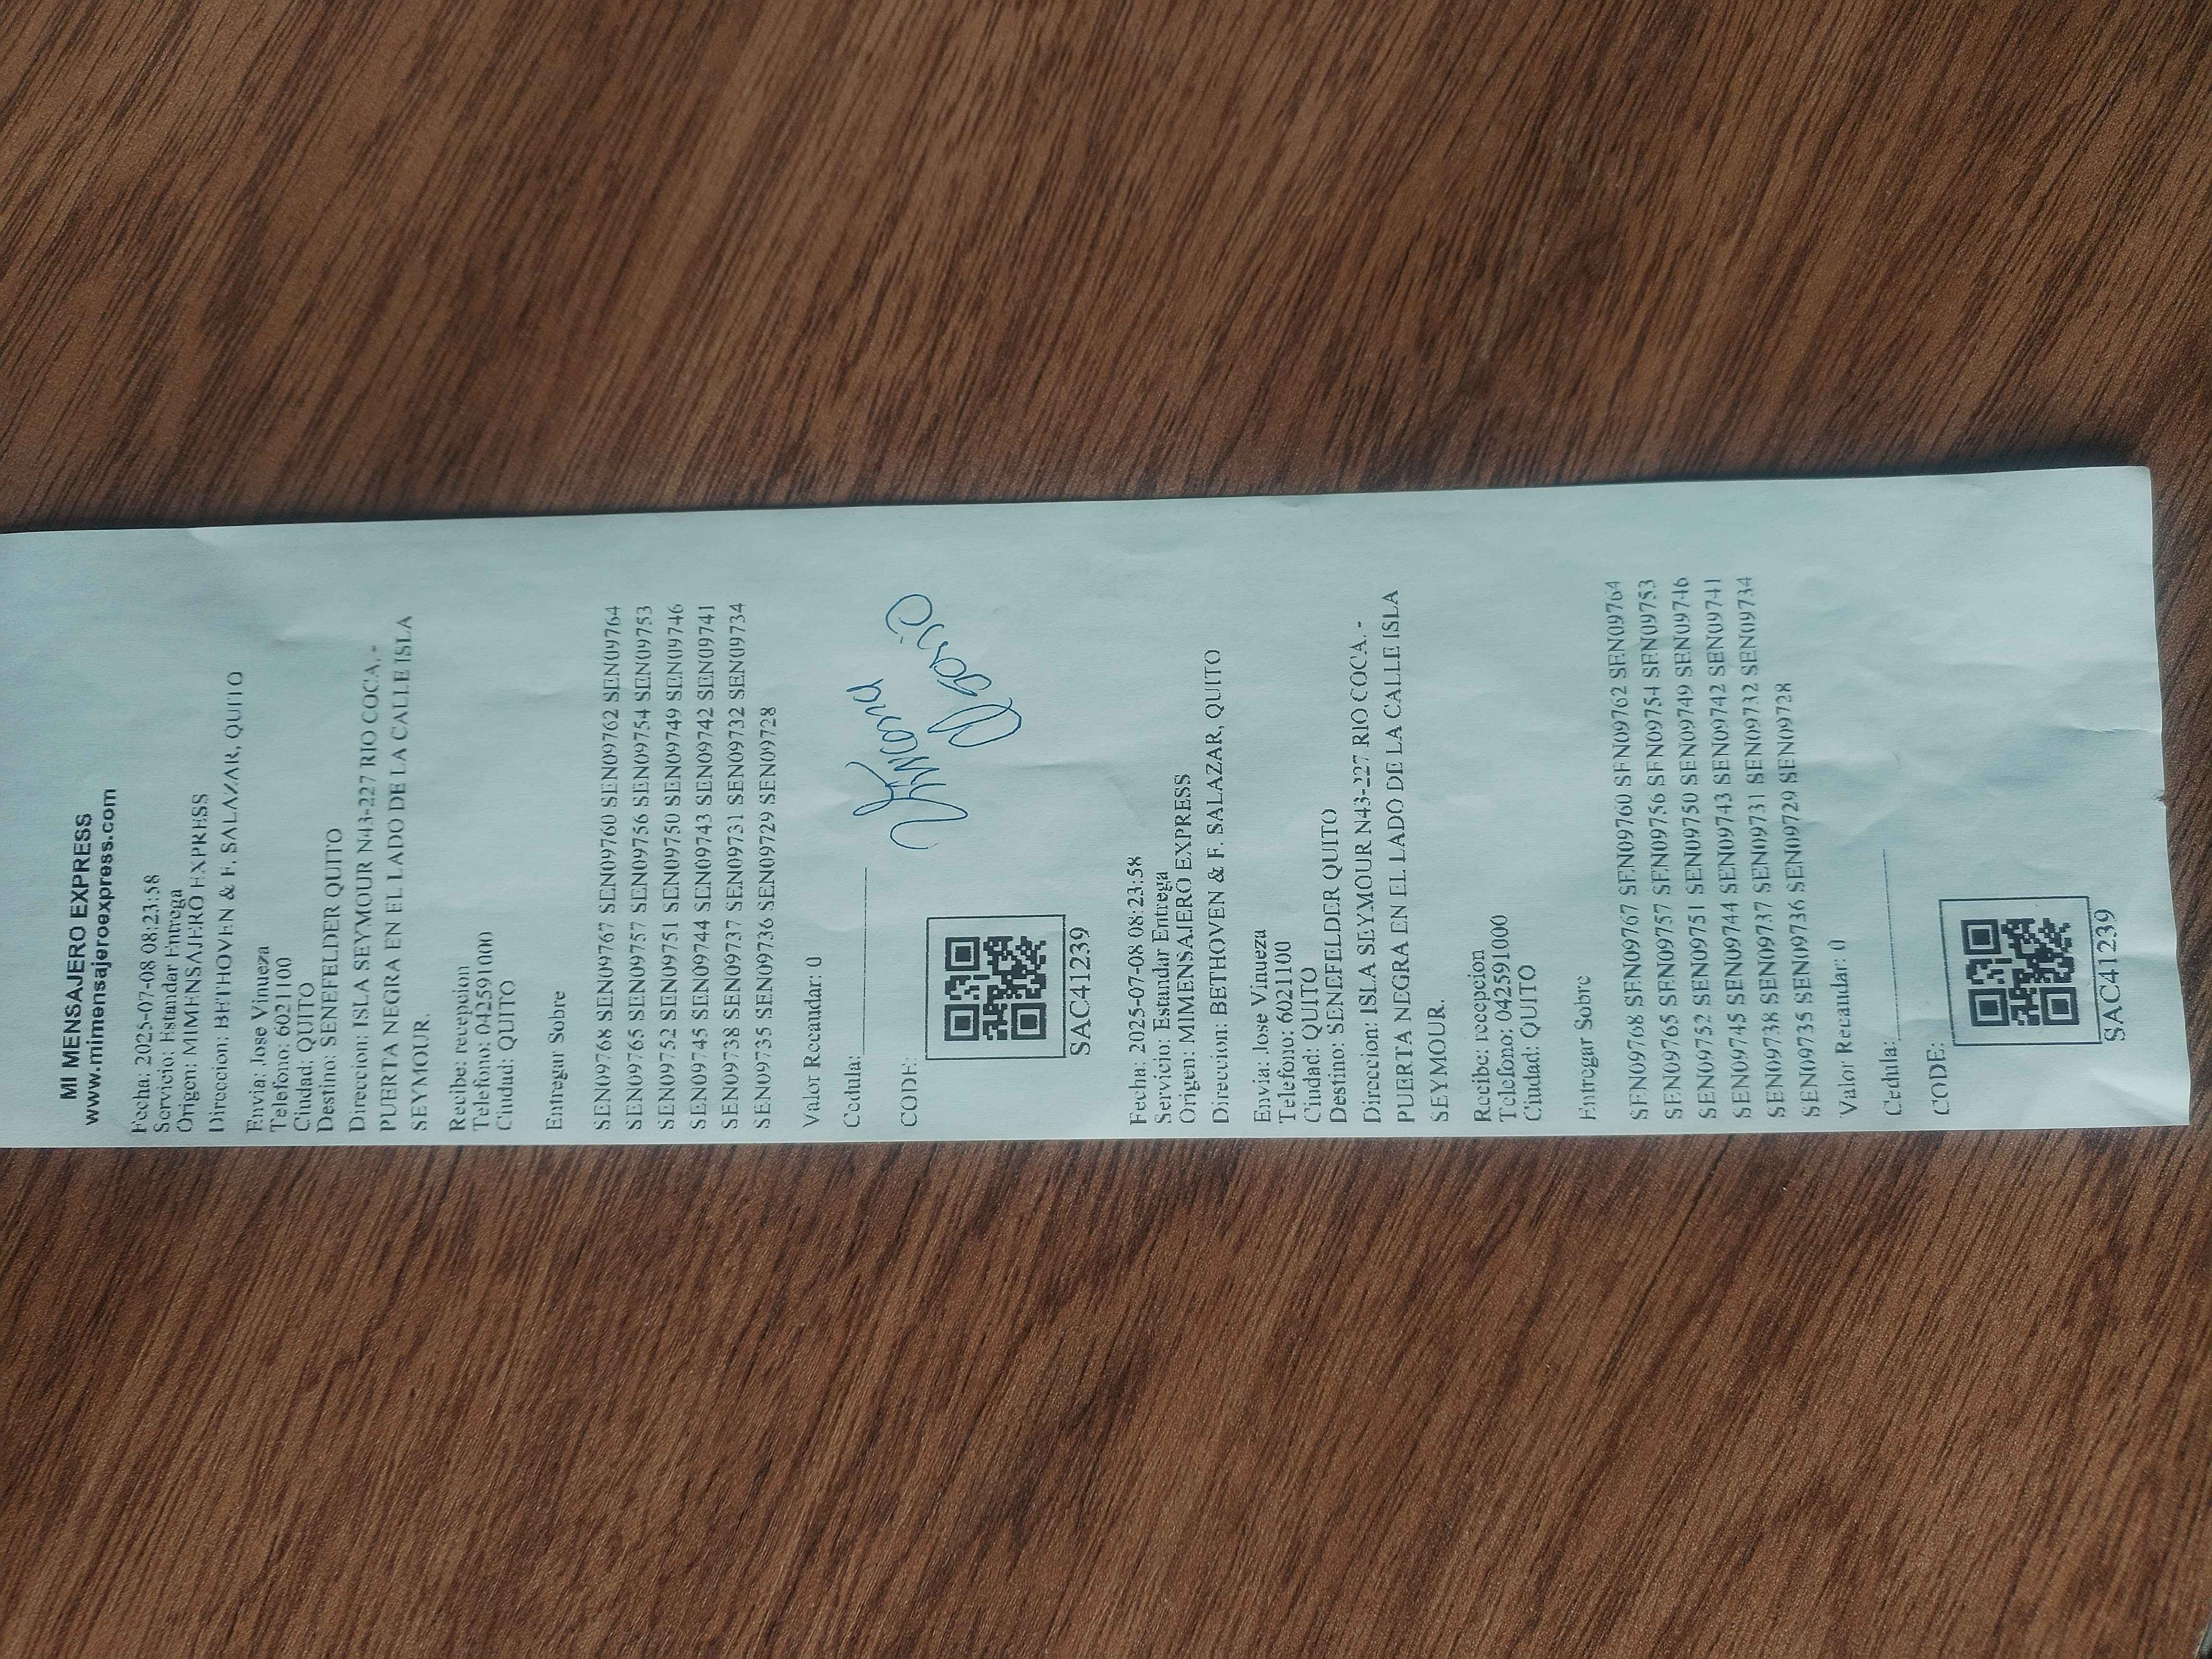 MI MENSAJERO EXPRESS
www.mimensajeroexpress.com
Fecha: 2025-07-08 08:23:58
Servicio: Estandar Entrega
Origen: MIMENSAJERO EXPRESS
Direccion: BETHOVEN & F. SALAZAR, QUITO
Envia: Jose Vinueza
Telefono: 6021100
Ciudad: QUITO
Destino: SENEFELDER QUITO
Direccion: ISLA SEYMOUR N43-227 RIO COCA. -
PUERTA NEGRA EN EL LADO DE LA CALLE ISLA
SEYMOUR.
Recibe: recepcion
Telefono: 042591000
Ciudad: QUITO
Entregar Sobre
SEN09768 SEN09767 SEN09760 SEN09762 SEN09764
SEN09765 SEN09757 SEN09756 SEN09754 SEN09753
SEN09752 SEN09751 SEN09750 SEN09749 SEN09746
SEN09745 SEN09744 SEN09743 SEN09742 SEN09741
SEN09738 SEN09737 SEN09731 SEN09732 SEN09734
SEN09735 SEN09736 SEN09729 SEN09728
Valor Recaudar: 0
Cedula:
CODE:
SAC41239
Fecha: 2025-07-08 08:23:58
Servicio: Estandar Entrega
Origen: MIMENSAJERO EXPRESS
Direccion: BETHOVEN & F. SALAZAR, QUITO
Envia: Jose Vinueza
Telefono: 6021100
Ciudad: QUITO
Destino: SENEFELDER QUITO
Direccion: ISLA SEYMOUR N43-227 RIO COCA. -
PUERTA NEGRA EN EL LADO DE LA CALLE ISLA
SEYMOUR.
Recibe: recepcion
Telefono: 042591000
Ciudad: QUITO
Entregar Sobre
SEN09768 SEN09767 SEN09760 SEN09762 SEN09764
SEN09765 SEN09757 SEN09756 SEN09754 SEN09753
SEN09752 SEN09751 SEN09750 SEN09749 SEN09746
SEN09745 SEN09744 SEN09743 SEN09742 SEN09741
SEN09738 SEN09737 SEN09731 SEN09732 SEN09734
SEN09735 SEN09736 SEN09729 SEN09728
Valor Recaudar: 0
Cedula:
CODE:
SAC41239